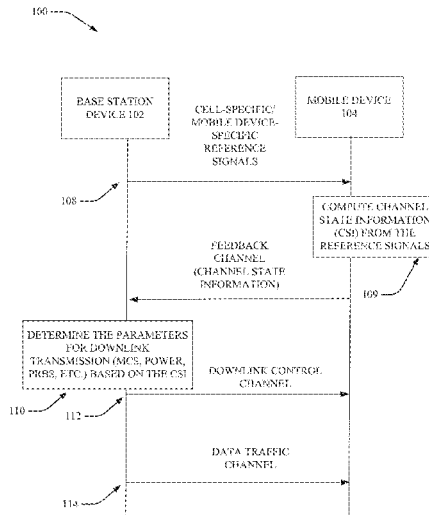 100
BASE STATION
DEVICE 102
MOBILE DEVICE
104
CELL-SPECIFIC/
MOBILE DEVICE-
SPECIFIC
REFERENCE
SIGNALS
108
COMPUTE CHANNEL
STATE INFORMATION
(CSI) FROM THE
REFERENCE SIGNALS
109
FEEDBACK
CHANNEL
(CHANNEL STATE
INFORMATION)
DETERMINE THE PARAMETERS
FOR DOWNLINK
TRANSMISSION (MCS, POWER,
PRBS, ETC.) BASED ON THE CSI
110
112
DOWNLINK CONTROL
CHANNEL
DATA TRAFFIC
CHANNEL
114